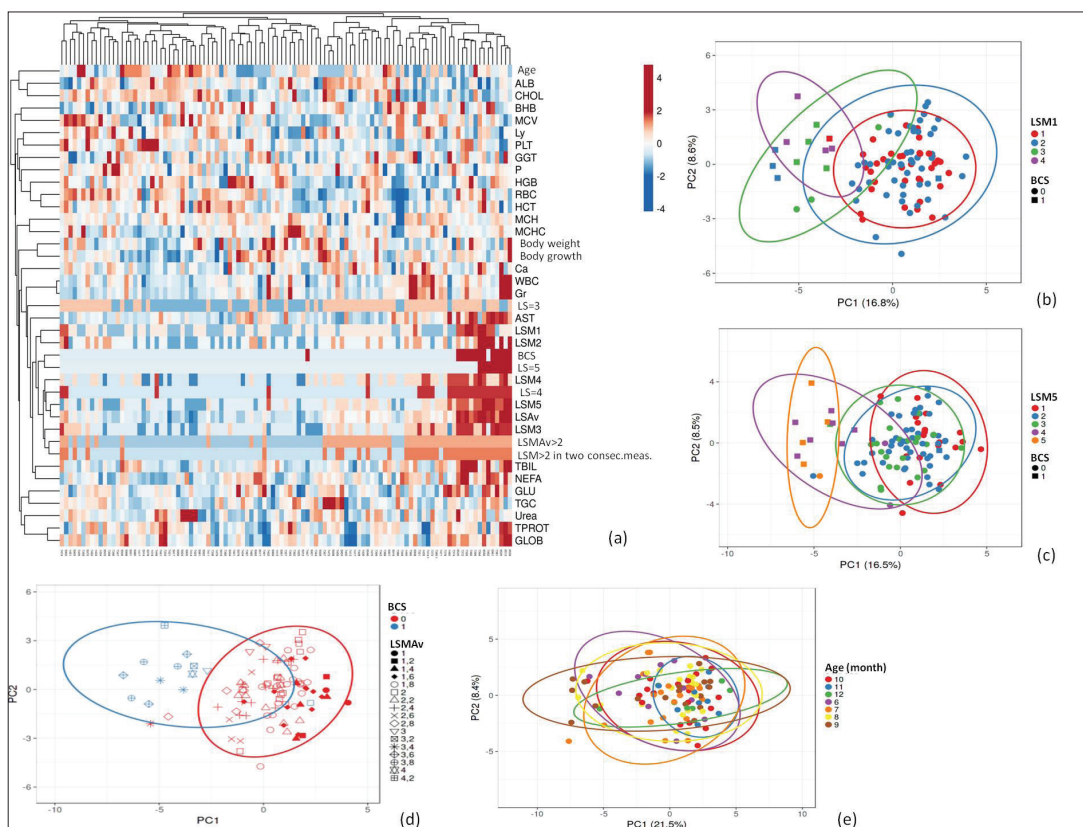 Age
ALB
CHOL
BHB
MCV
Ly
PLT
GGT
P
HGB
RBC
HCT
MCH
MCHC
Body weight
Body growth
Ca
WBC
Gr
LS=3
AST
LSM1
LSM2
BCS
LS=5
LSM4
LS=4
LSM5
LSAv
LSM3
LSMAv>2
LSM>2 in two consec.meas.
TBIL
NEFA
GLU
TGC
Urea
TPROT
GLOB
4
2
0
-2
-4
(a)
6
3
0
-3
-6
PC2 (8.6%)
-5
0
5
PC1 (16.8%)
LSM1
1
2
3
4
BCS
0
1
(b)
4
0
-4
PC2 (8.5%)
-10
-5
0
5
PC1 (16.5%)
LSM5
1
2
3
4
5
BCS
0
1
(c)
6
3
0
-3
-6
PC2
-10
-5
0
5
PC1
BCS
0
1
LSMAv
1
1,2
1,4
1,6
1,8
2
2,2
2,4
2,6
2,8
3
3,2
3,4
3,6
3,8
4
4,2
(d)
5
0
-5
PC2 (8.4%)
-10
-5
0
5
10
PC1 (21.5%)
Age (month)
10
11
12
6
7
8
9
(e)